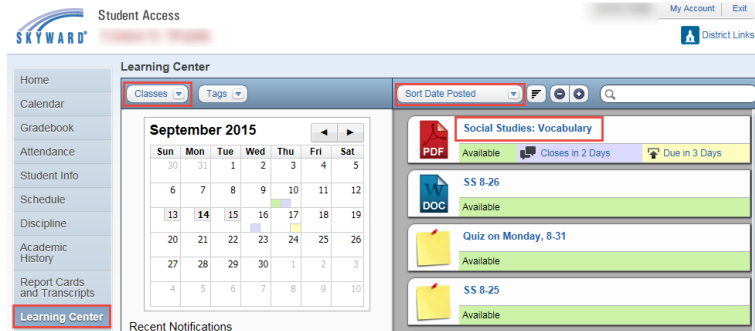 My Account Exit
SKYWARD®
Student Access
District Links
Home
Calendar
Gradebook
Attendance
Student Info
Schedule
Discipline
Academic
History
Report Cards
and Transcripts
Learning Center
Learning Center
Classes
Tags
September 2015
Sun Mon Tue Wed Thu Fri Sat
30 31 1 2 3 4 5
6 7 8 9 10 11 12
13 14 15 16 17 18 19
20 21 22 23 24 25 26
27 28 29 30 1 2 3
4 5 6 7 8 9 10
Recent Notifications
Sort Date Posted
PDF
Social Studies: Vocabulary
Available Closes in 2 Days Due in 3 Days
W
DOC
SS 8-26
Available
Quiz on Monday, 8-31
Available
SS 8-25
Available